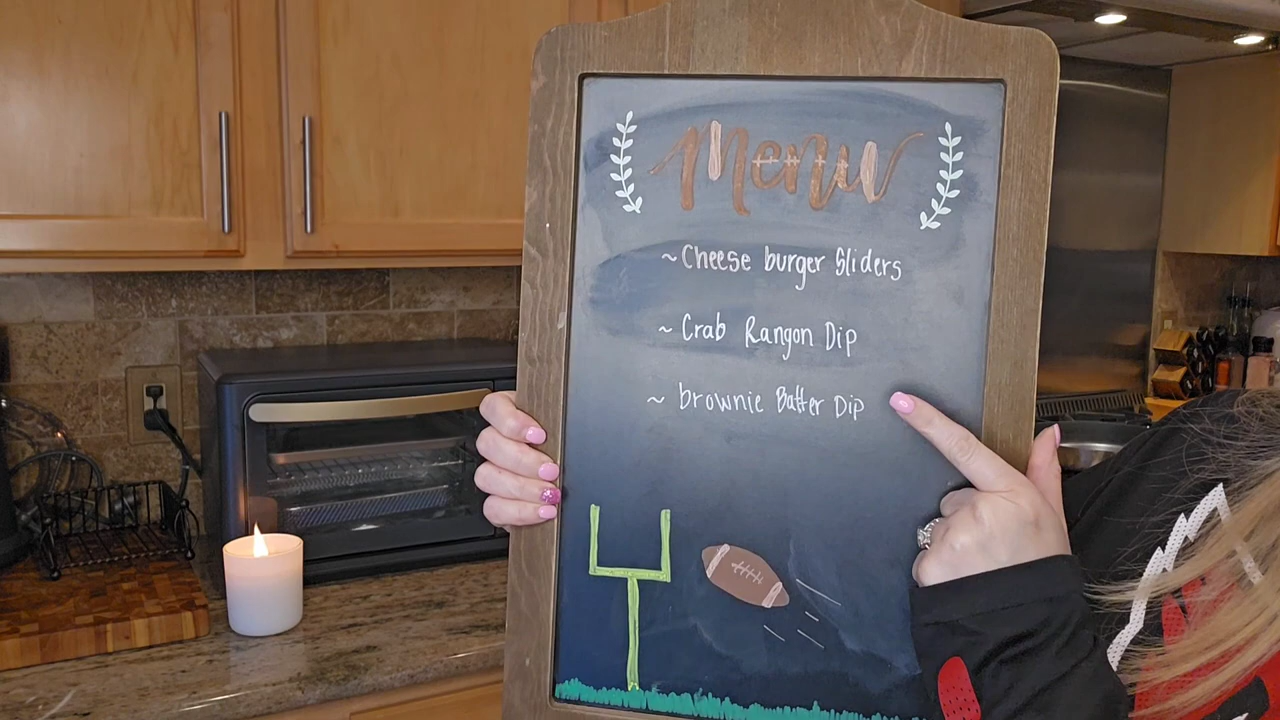 Menu
~ Cheese burger Sliders
~ Crab Rangon Dip
~ brownie Batter Dip